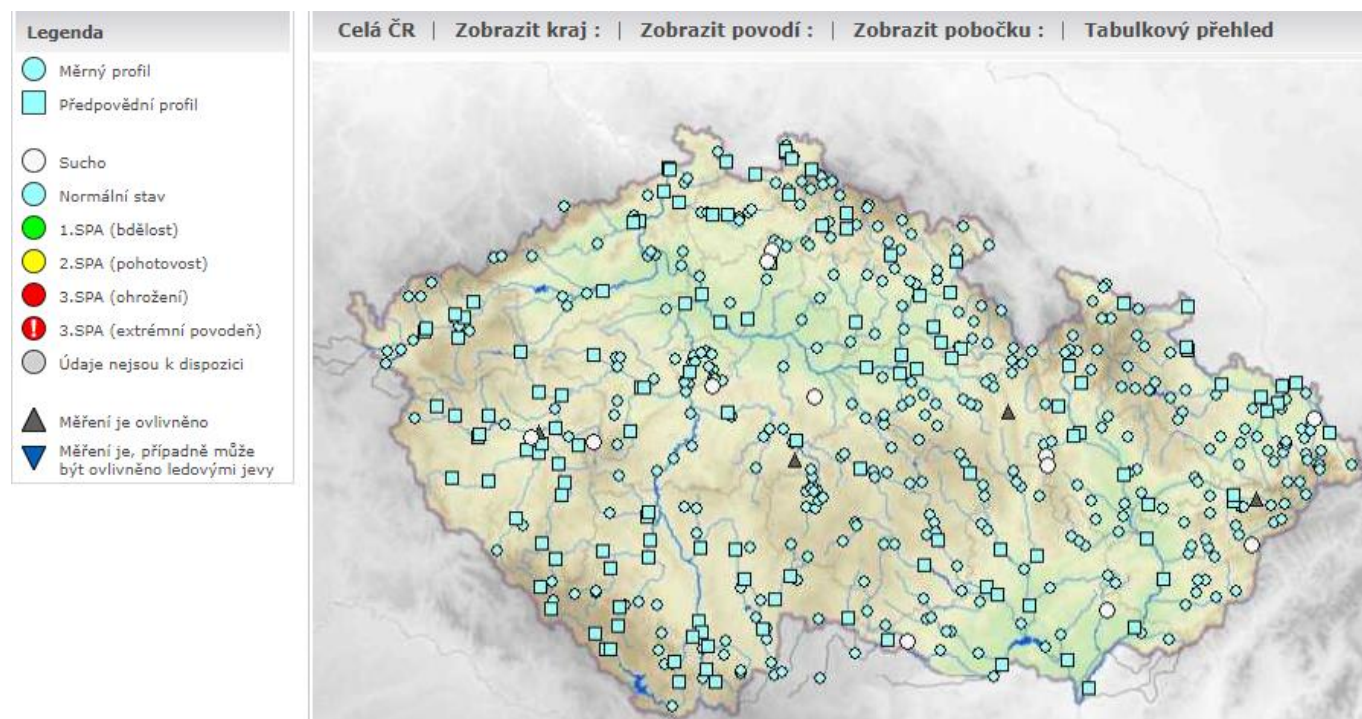 Legenda
Měrný profil
Předpovědní profil
Sucho
Normální stav
1.SPA (bdělost)
2.SPA (pohotovost)
3.SPA (ohrožení)
3.SPA (extrémní povodeň)
Údaje nejsou k dispozici
Měření je ovlivněno
Měření je, případně může
být ovlivněno ledovými jevy
Celá ČR | Zobrazit kraj : | Zobrazit povodí : | Zobrazit pobočku : | Tabulkový přehled